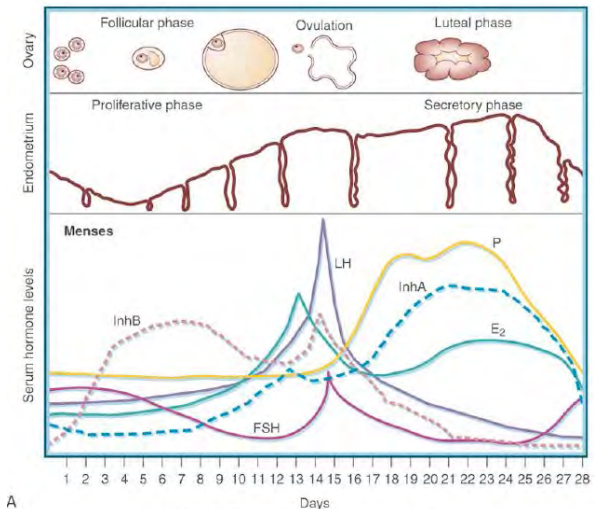 Ovary
Follicular phase
Ovulation
Luteal phase
Endometrium
Proliferative phase
Secretory phase
Serum hormone levels
Menses
LH
P
InhA
InhB
E2
FSH
1 2 3 4 5 6 7 8 9 10 11 12 13 14 15 16 17 18 19 20 21 22 23 24 25 26 27 28
A
Days